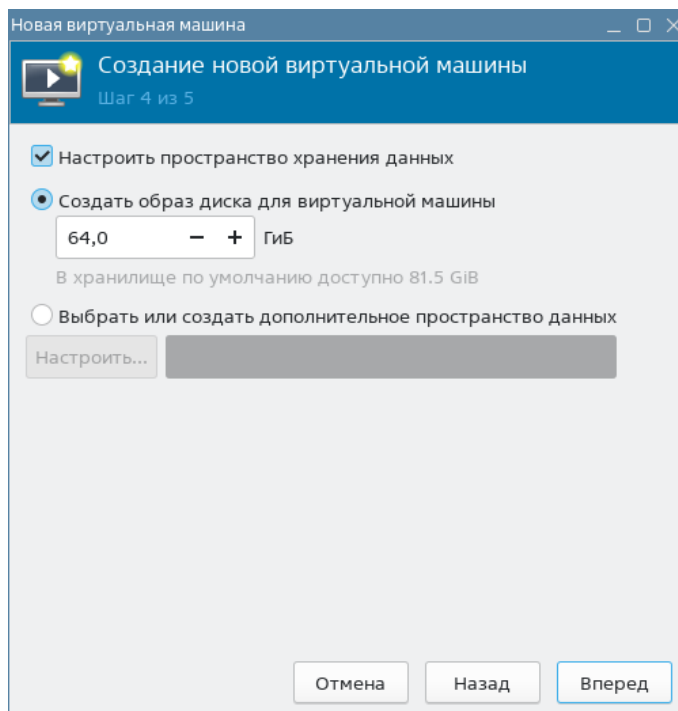 Новая виртуальная машина
Создание новой виртуальной машины
Шаг 4 из 5
Настроить пространство хранения данных
Создать образ диска для виртуальной машины
64,0 − + ГиБ
В хранилище по умолчанию доступно 81.5 GiB
Выбрать или создать дополнительное пространство данных
Настроить...
Отмена Назад Вперед